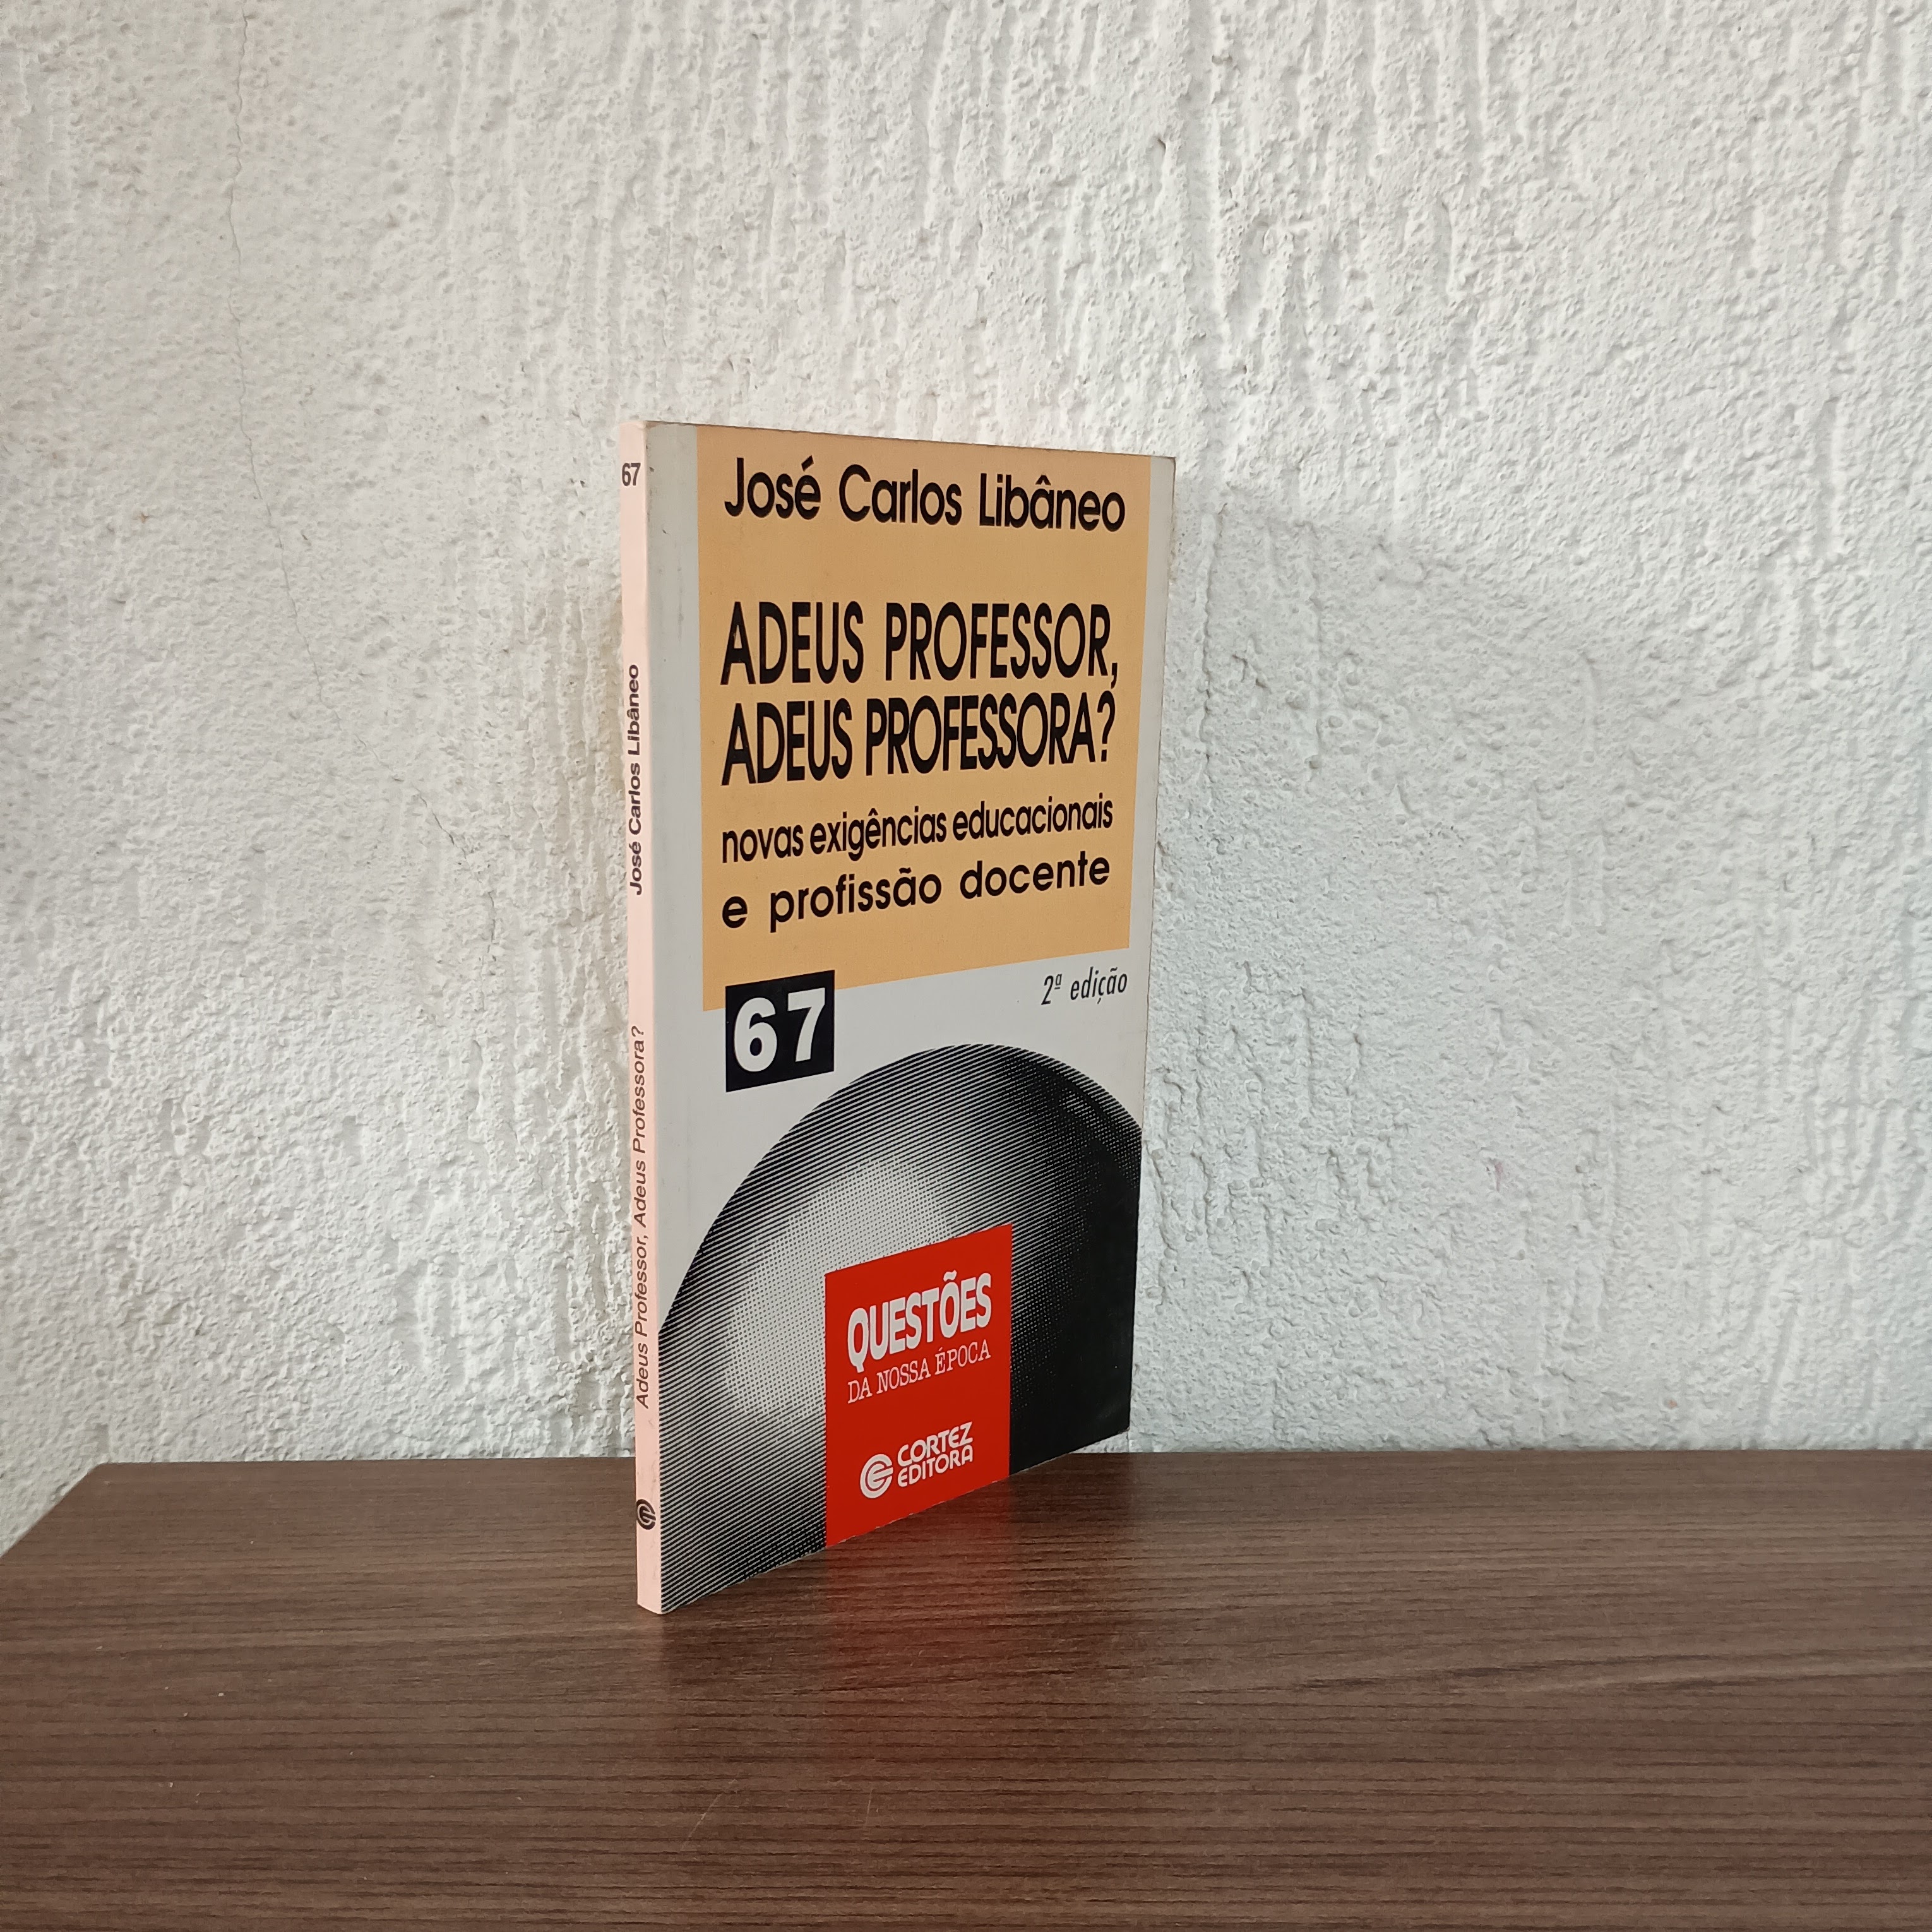 67
José Carlos Libâneo
Adeus Professor, Adeus Professora?
José Carlos Libâneo
ADEUS PROFESSOR,
ADEUS PROFESSORA?
novas exigências educacionais
e profissão docente
67
2ª edição
QUESTÕES
DA NOSSA ÉPOCA
CORTEZ
EDITORA